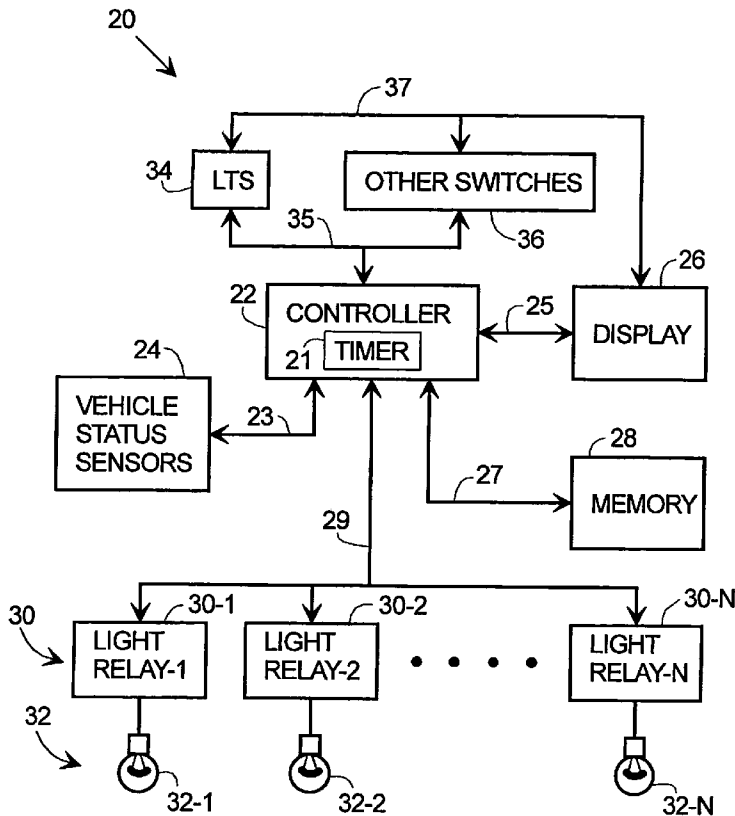 20
37
34
LTS
OTHER SWITCHES
35
36
26
22
CONTROLLER
25
DISPLAY
21
TIMER
24
VEHICLE
STATUS
SENSORS
23
28
27
MEMORY
29
30-1
30-2
30-N
30
LIGHT
RELAY-1
LIGHT
RELAY-2
LIGHT
RELAY-N
32
32-1
32-2
32-N